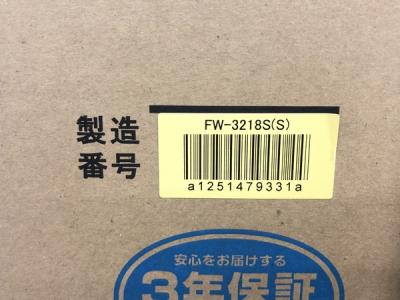 製造
番号
FW-3218S(S)
a1251479331a
安心をお届けする
3年保証